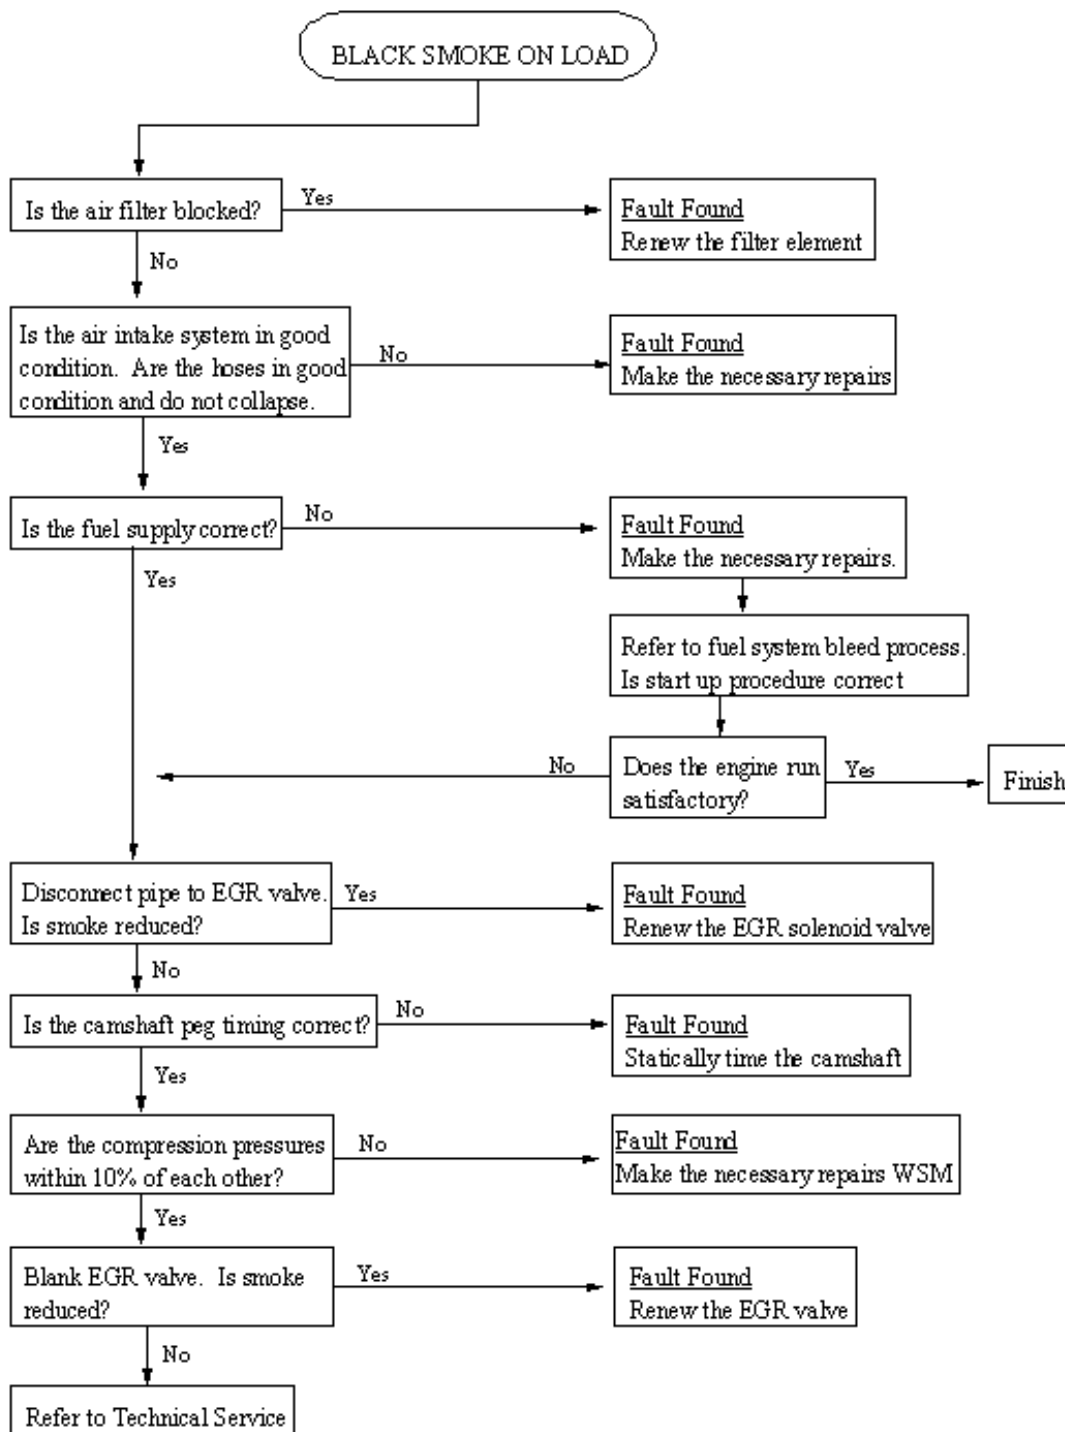 BLACK SMOKE ON LOAD
Is the air filter blocked?
Yes
Fault Found
Renew the filter element
No
Is the air intake system in good
condition. Are the hoses in good
condition and do not collapse.
No
Fault Found
Make the necessary repairs
Yes
Is the fuel supply correct?
No
Fault Found
Make the necessary repairs.
Yes
Refer to fuel system bleed process.
Is start up procedure correct
No
Does the engine run
satisfactory?
Yes
Finish
Disconnect pipe to EGR valve.
Is smoke reduced?
Yes
Fault Found
Renew the EGR solenoid valve
No
Is the camshaft peg timing correct?
No
Fault Found
Statically time the camshaft
Yes
Are the compression pressures
within 10% of each other?
No
Fault Found
Make the necessary repairs WSM
Yes
Blank EGR valve. Is smoke
reduced?
Yes
Fault Found
Renew the EGR valve
No
Refer to Technical Service